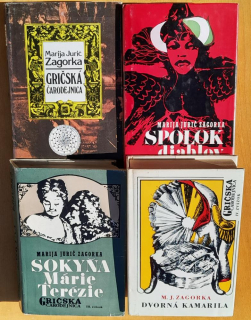 Marija Jurić
Zagorka
GRIČSKÁ
ČARODEJNICA
MARIJA JURIĆ ZAGORKA
SPOLOK
diablov
MARIJA JURIĆ ZAGORKA
SOKYŇA
Márie
Terézie
GRIČSKÁ
ČARODEJNICA
GRIČSKÁ
M. J. ZAGORKA
DVORNÁ KAMARILA